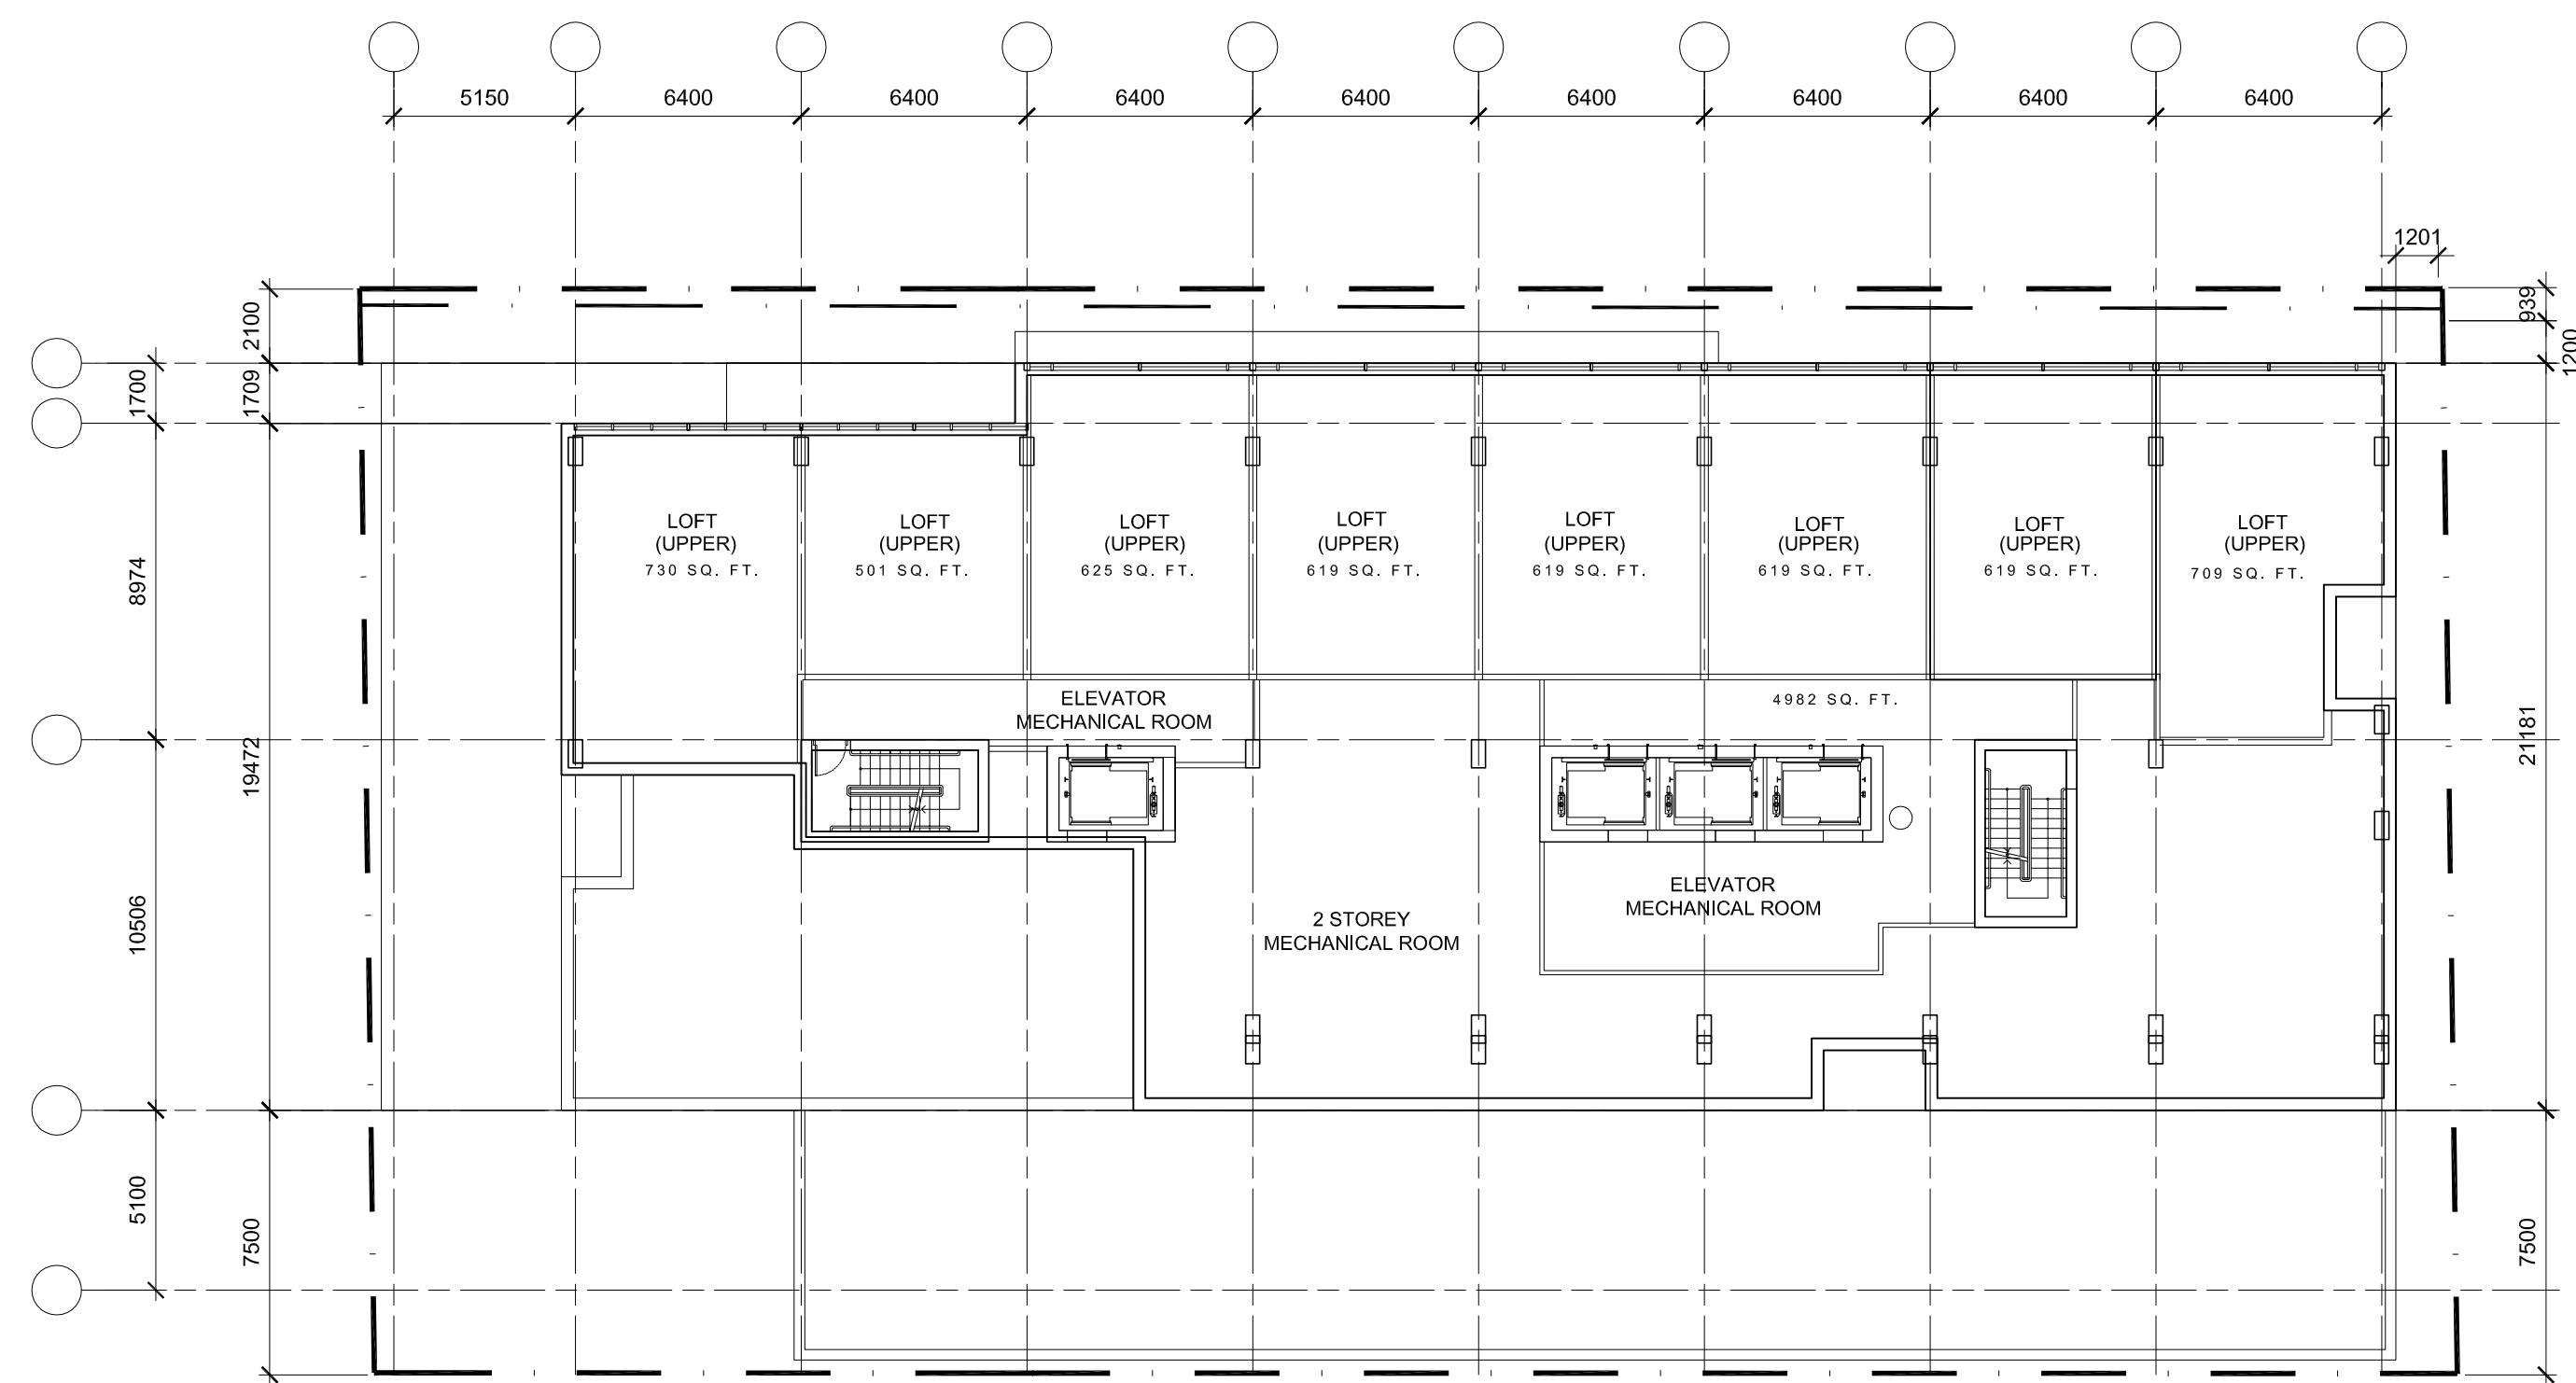 5150
6400
6400
6400
6400
6400
6400
6400
6400
1201
939
1200
2100
1700
1709
8974
19472
10506
5100
7500
21181
7500
LOFT
(UPPER)
730 SQ. FT.
LOFT
(UPPER)
501 SQ. FT.
LOFT
(UPPER)
625 SQ. FT.
LOFT
(UPPER)
619 SQ. FT.
LOFT
(UPPER)
619 SQ. FT.
LOFT
(UPPER)
619 SQ. FT.
LOFT
(UPPER)
619 SQ. FT.
LOFT
(UPPER)
709 SQ. FT.
ELEVATOR
MECHANICAL ROOM
4982 SQ. FT.
ELEVATOR
MECHANICAL ROOM
2 STOREY
MECHANICAL ROOM